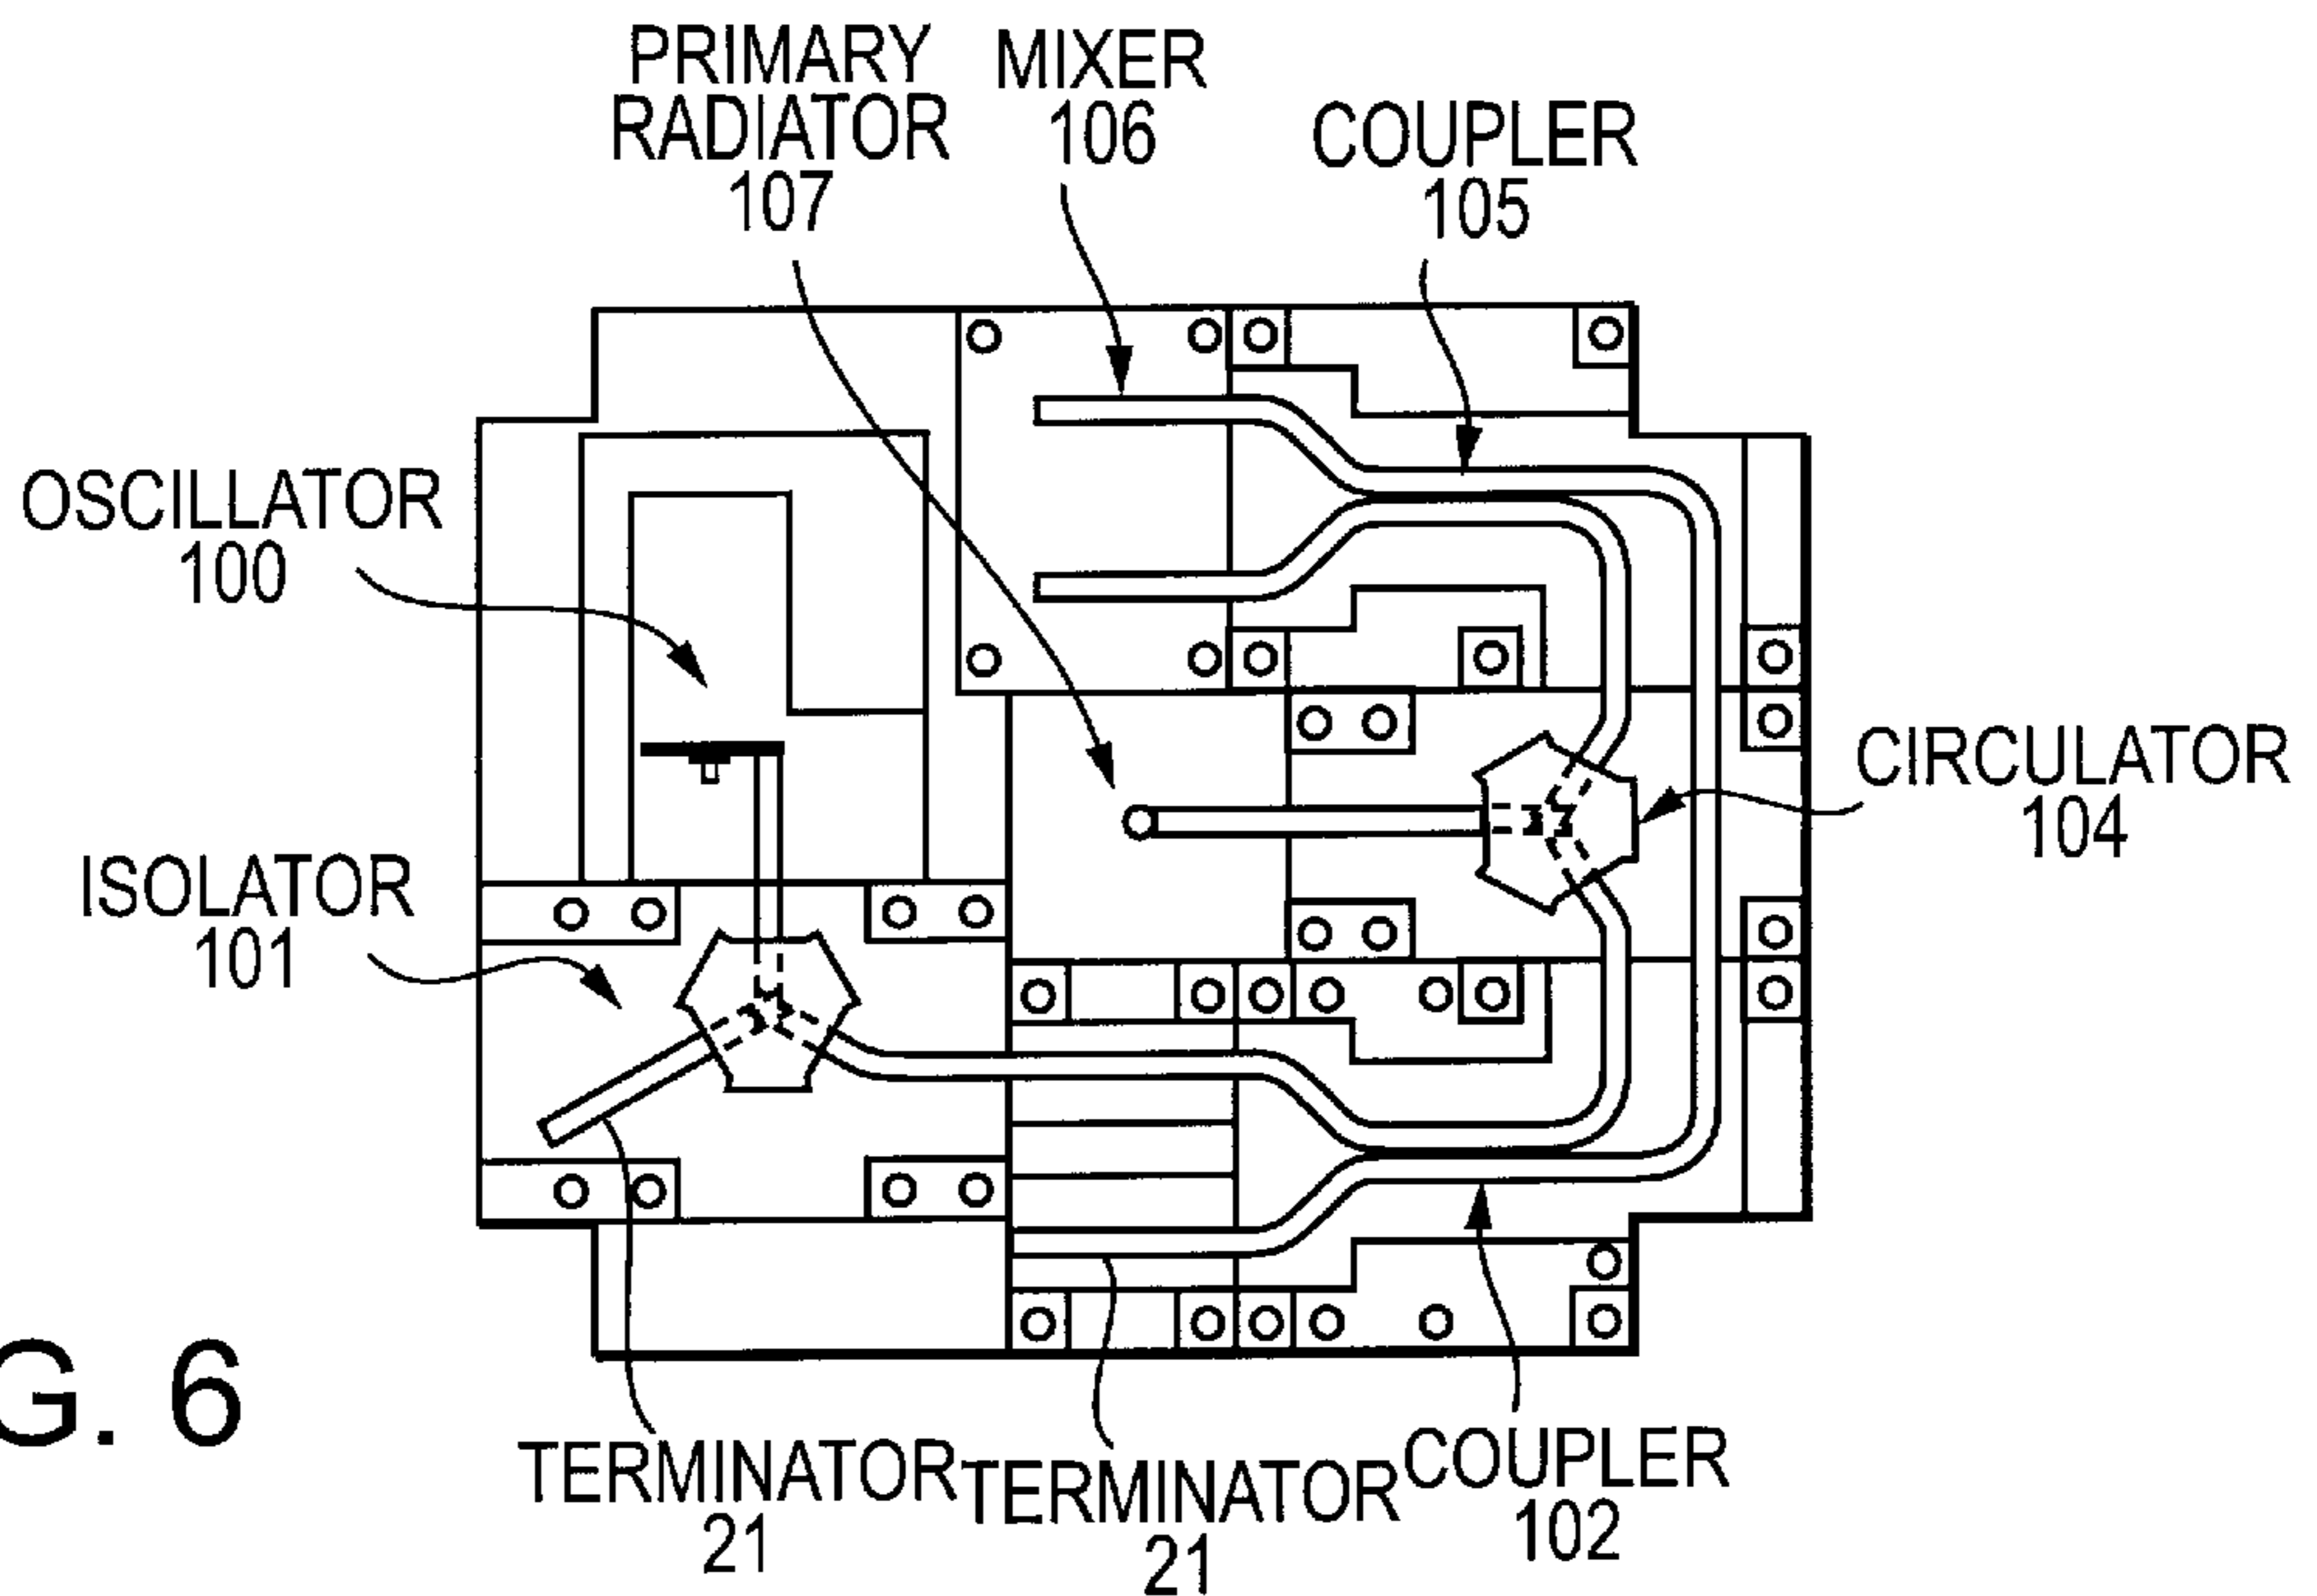 PRIMARY
RADIATOR
107
MIXER
106
COUPLER
105
OSCILLATOR
100
ISOLATOR
101
CIRCULATOR
104
TERMINATOR
21
TERMINATOR
21
COUPLER
102
G. 6